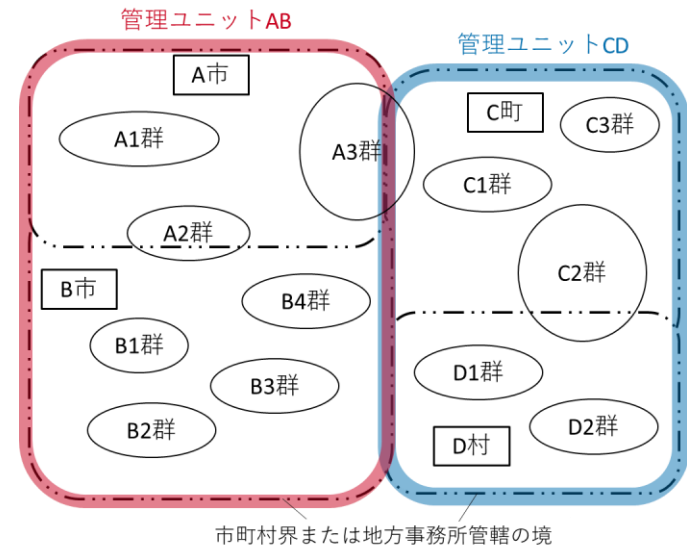 管理ユニットAB
管理ユニットCD
A市
C町
C3群
A1群
A3群
C1群
A2群
C2群
B市
B4群
B1群
D1群
B3群
B2群
D2群
D村
市町村界または地方事務所管轄の境